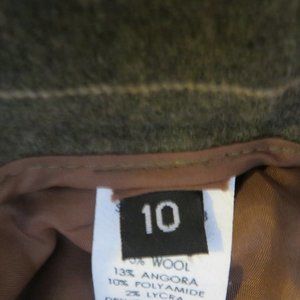 10
% WOOL
13% ANGORA
10% POLYAMIDE
2% LYCRA